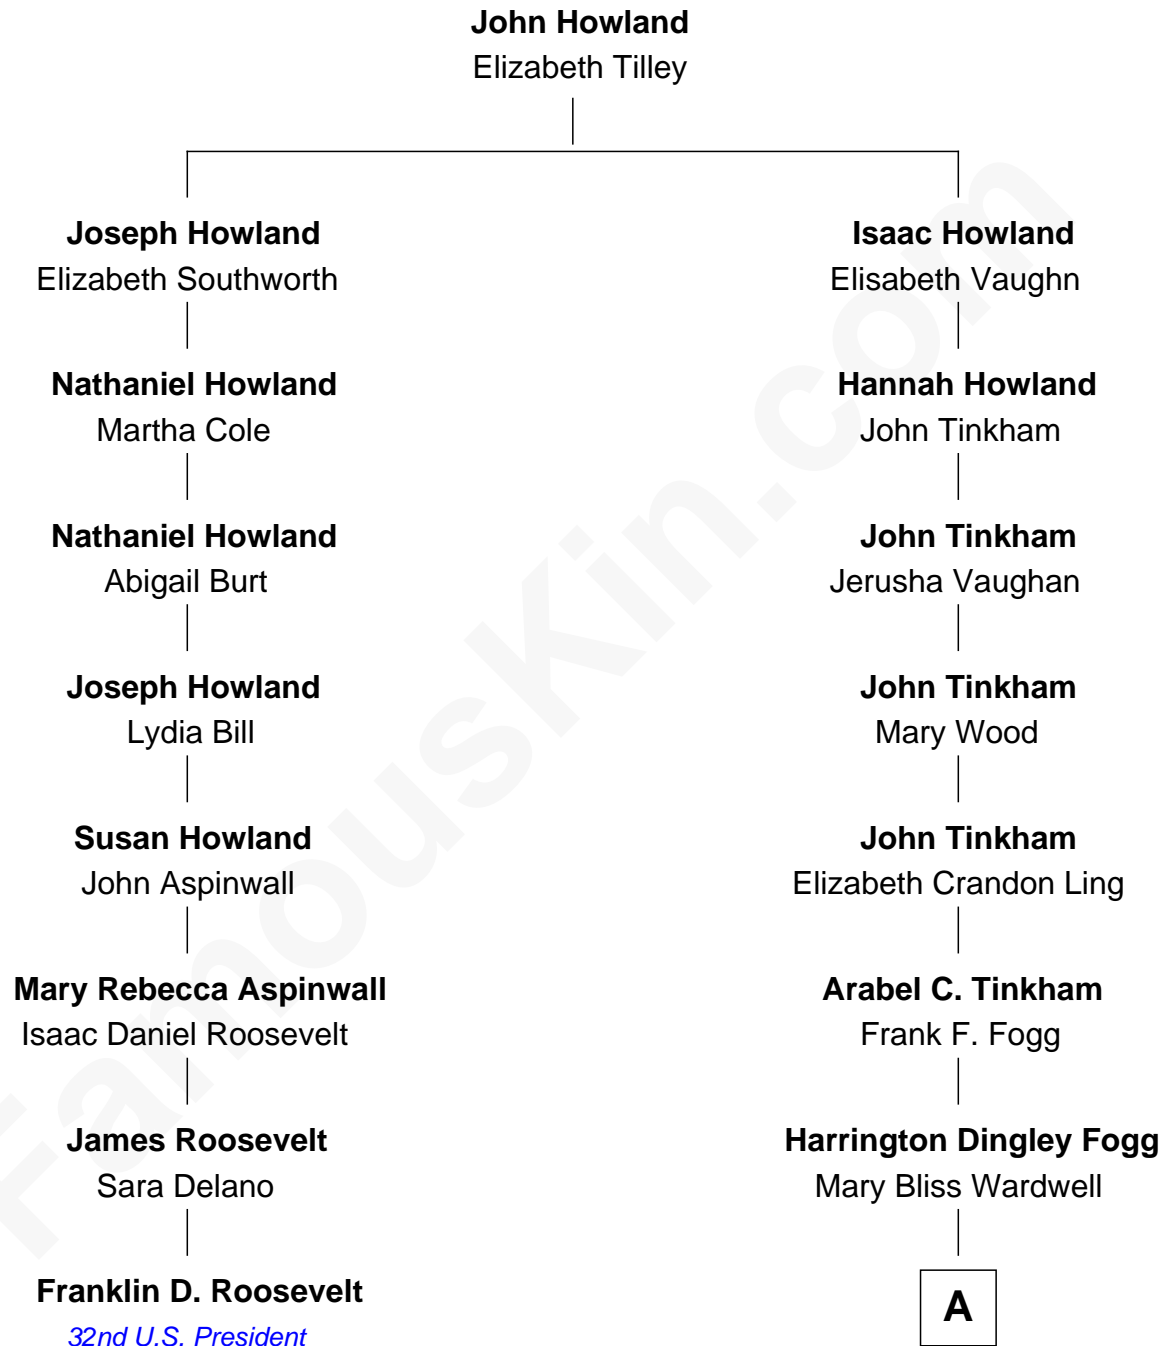 John Howland
Elizabeth Tilley
Joseph Howland
Elizabeth Southworth
Isaac Howland
Elisabeth Vaughn
Nathaniel Howland
Martha Cole
Hannah Howland
John Tinkham
Nathaniel Howland
Abigail Burt
John Tinkham
Jerusha Vaughan
Joseph Howland
Lydia Bill
John Tinkham
Mary Wood
Susan Howland
John Aspinwall
John Tinkham
Elizabeth Crandon Ling
Mary Rebecca Aspinwall
Isaac Daniel Roosevelt
Arabel C. Tinkham
Frank F. Fogg
James Roosevelt
Sara Delano
Harrington Dingley Fogg
Mary Bliss Wardwell
Franklin D. Roosevelt
32nd U.S. President
A
FamousKin.com